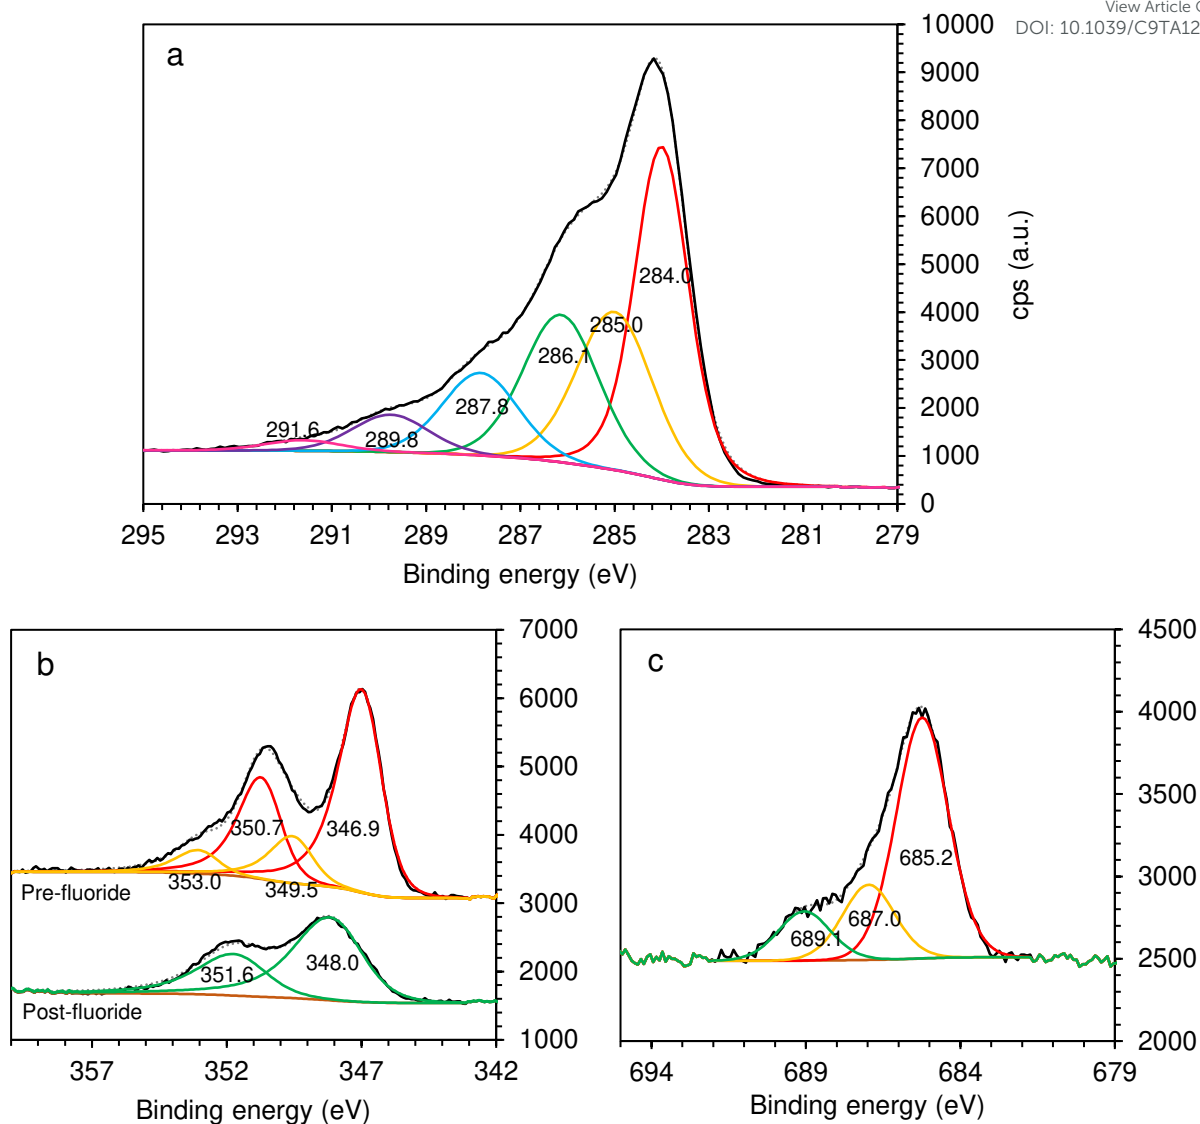 View Article O
DOI: 10.1039/C9TA12
a
10000
9000
8000
7000
6000
5000
4000
3000
2000
1000
0
cps (a.u.)
284.0
285.0
286.1
287.8
289.8
291.6
295 293 291 289 287 285 283 281 279
Binding energy (eV)
b
7000
6000
5000
4000
3000
2000
1000
350.7
346.9
353.0
349.5
Pre-fluoride
351.6
348.0
Post-fluoride
357 352 347 342
Binding energy (eV)
c
4500
4000
3500
3000
2500
2000
685.2
687.0
689.1
694 689 684 679
Binding energy (eV)